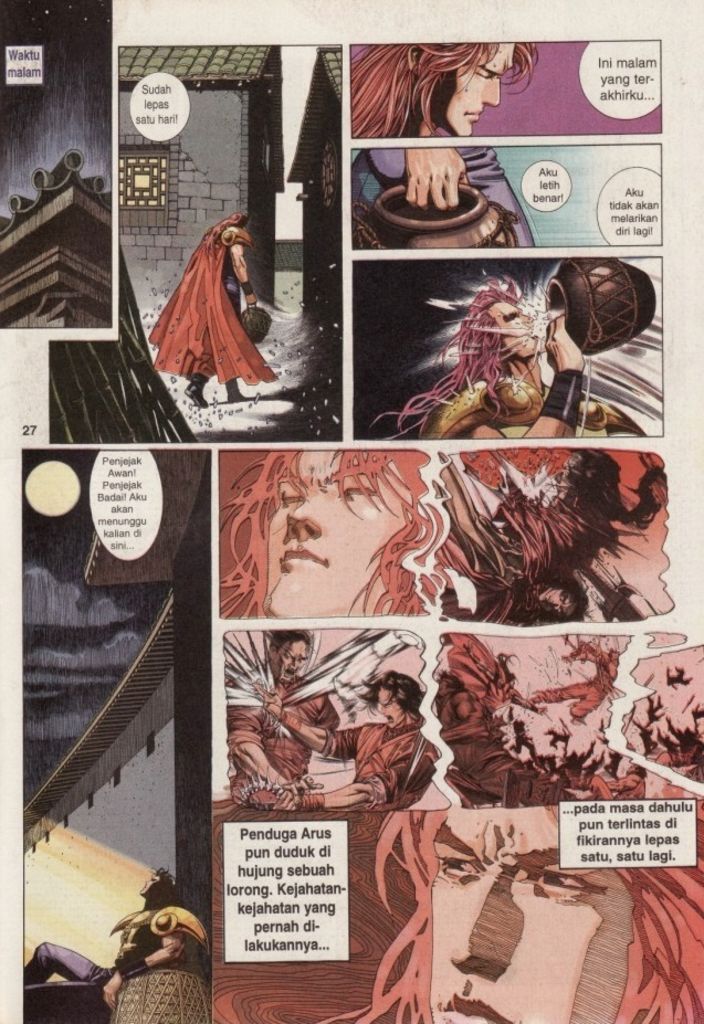 Waktu
malam
Sudah
lepas
satu hari!
Ini malam
yang ter-
akhirku...
Aku
letih
benar!
Aku
tidak akan
melarikan
diri lagi!
27
Penjejak
Awan!
Penjejak
Badai! Aku
akan
menunggu
kalian di
sini...
Penduga Arus
pun duduk di
hujung sebuah
lorong. Kejahatan-
kejahatan yang
pernah di-
lakukannya...
...pada masa dahulu
pun terlintas di
fikirannya lepas
satu, satu lagi.